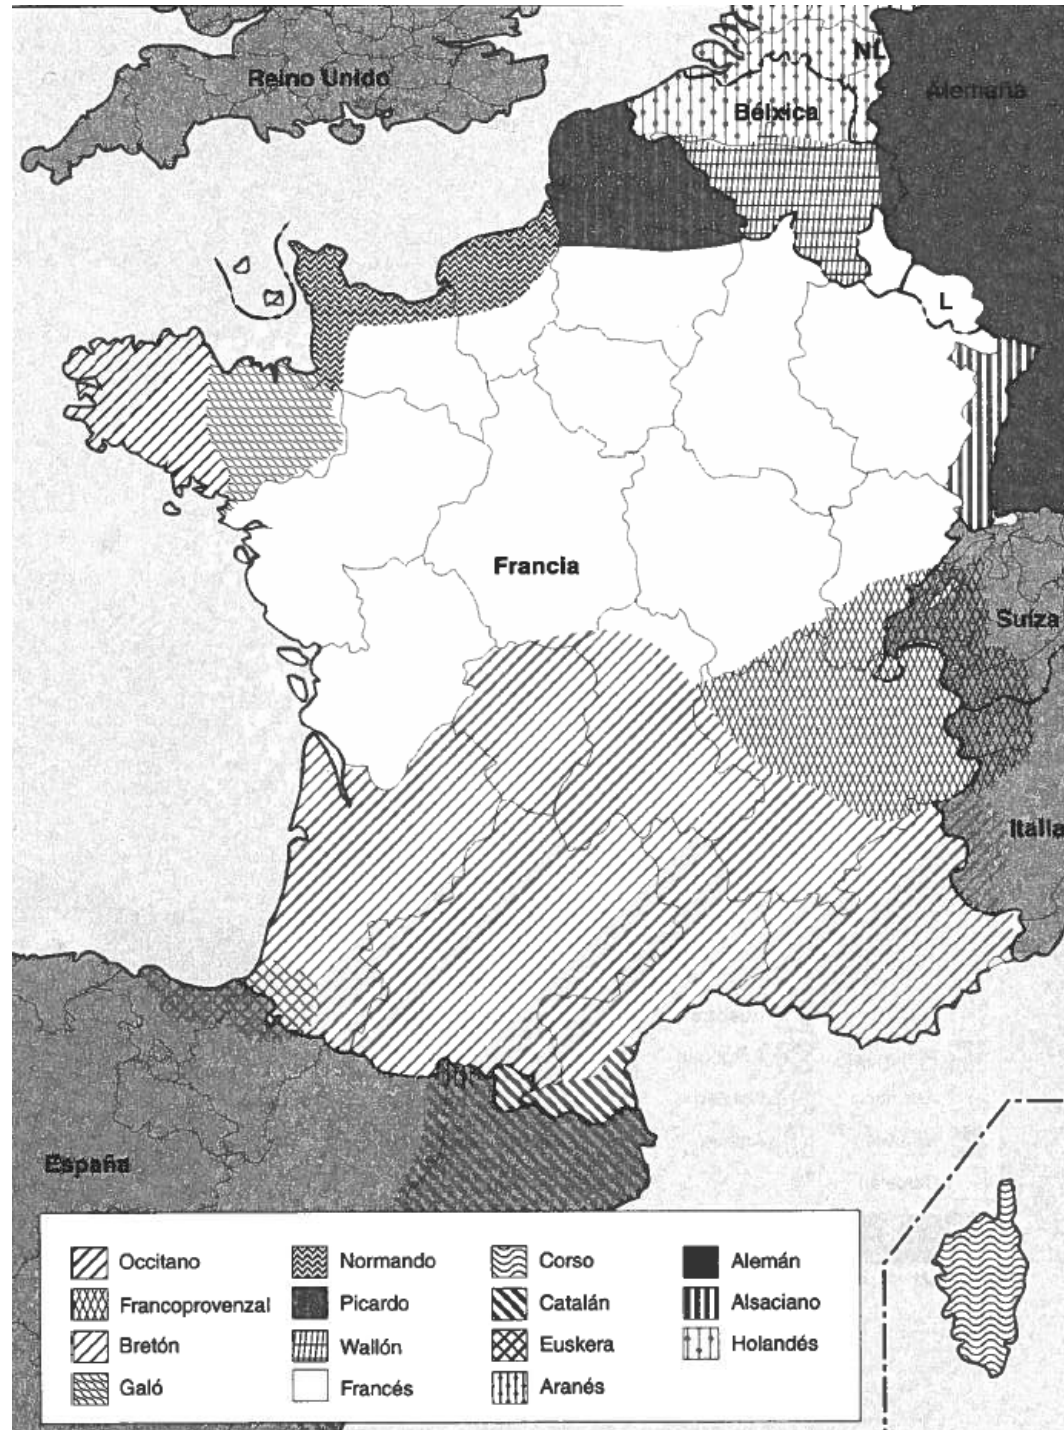 Reino Unido
NL
Alemaña
Bélxica
L
Francia
Suíza
Italia
España
Occitano
Francoprovenzal
Bretón
Galó
Normando
Picardo
Wallón
Francés
Corso
Catalán
Euskera
Aranés
Alemán
Alsaciano
Holandés